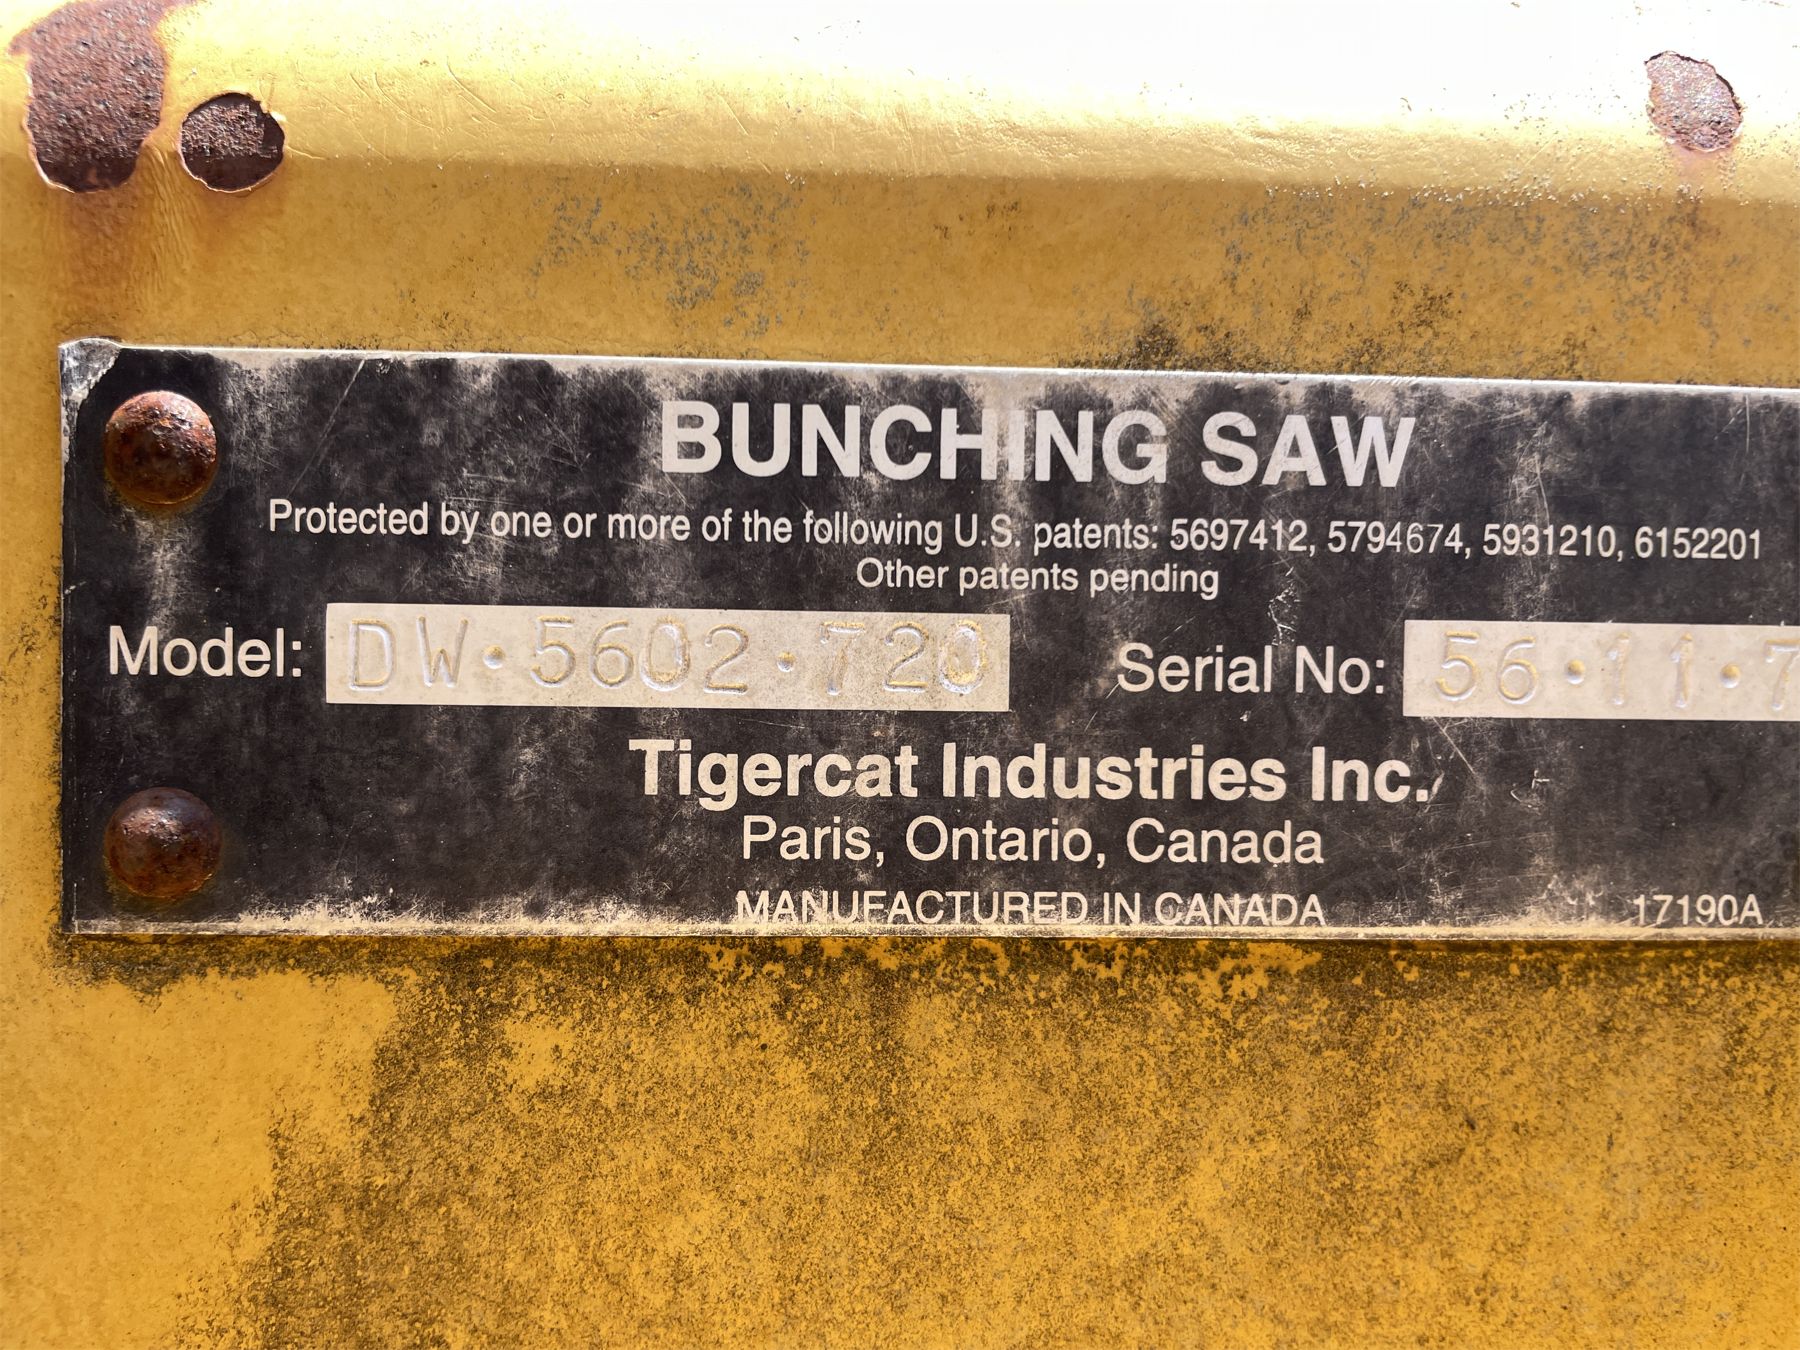 BUNCHING SAW
Protected by one or more of the following U.S. patents: 5697412, 5794674, 5931210, 6152201
Other patents pending
Model: DW·5602·720 Serial No: 56·11·7
Tigercat Industries Inc.
Paris, Ontario, Canada
MANUFACTURED IN CANADA 17190A